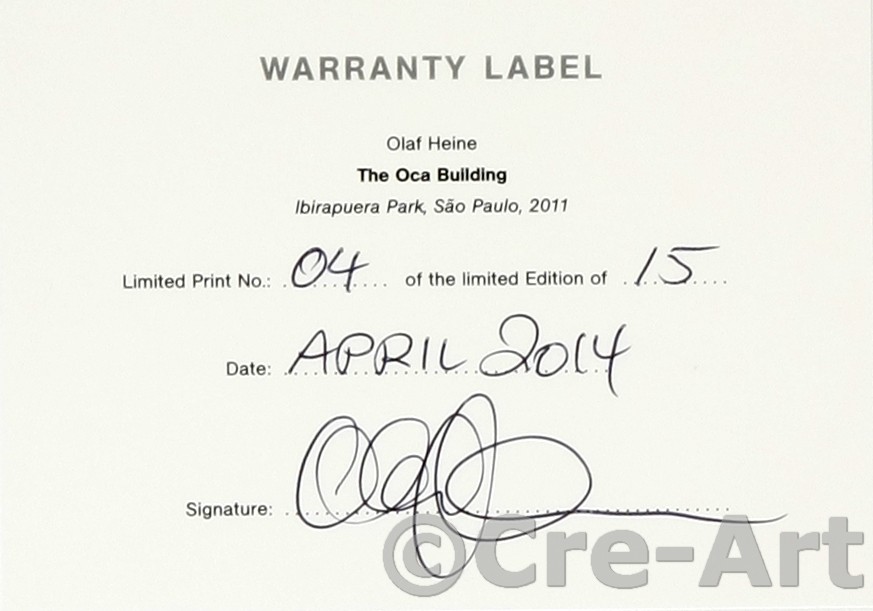 WARRANTY LABEL
Olaf Heine
The Oca Building
Ibirapuera Park, São Paulo, 2011
Limited Print No.: 04 of the limited Edition of 15
Date: APRIL 2014
Signature:
©Cre-Art